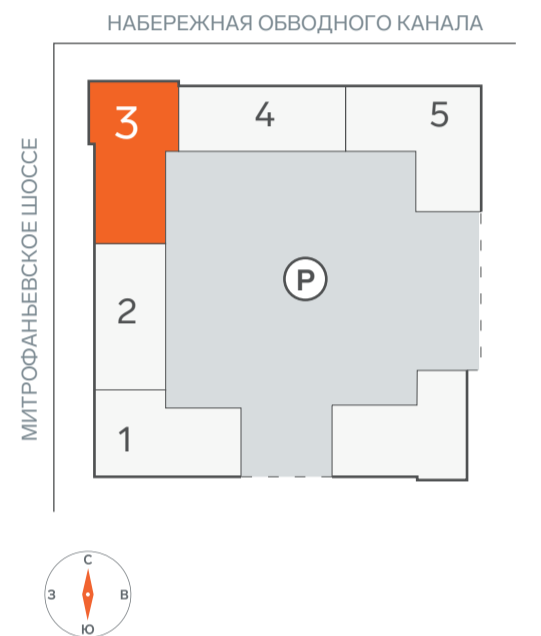 НАБЕРЕЖНАЯ ОБВОДНОГО КАНАЛА
МИТРОФАНЬЕВСКОЕ ШОССЕ
3
4
5
P
2
1
С
З
В
Ю